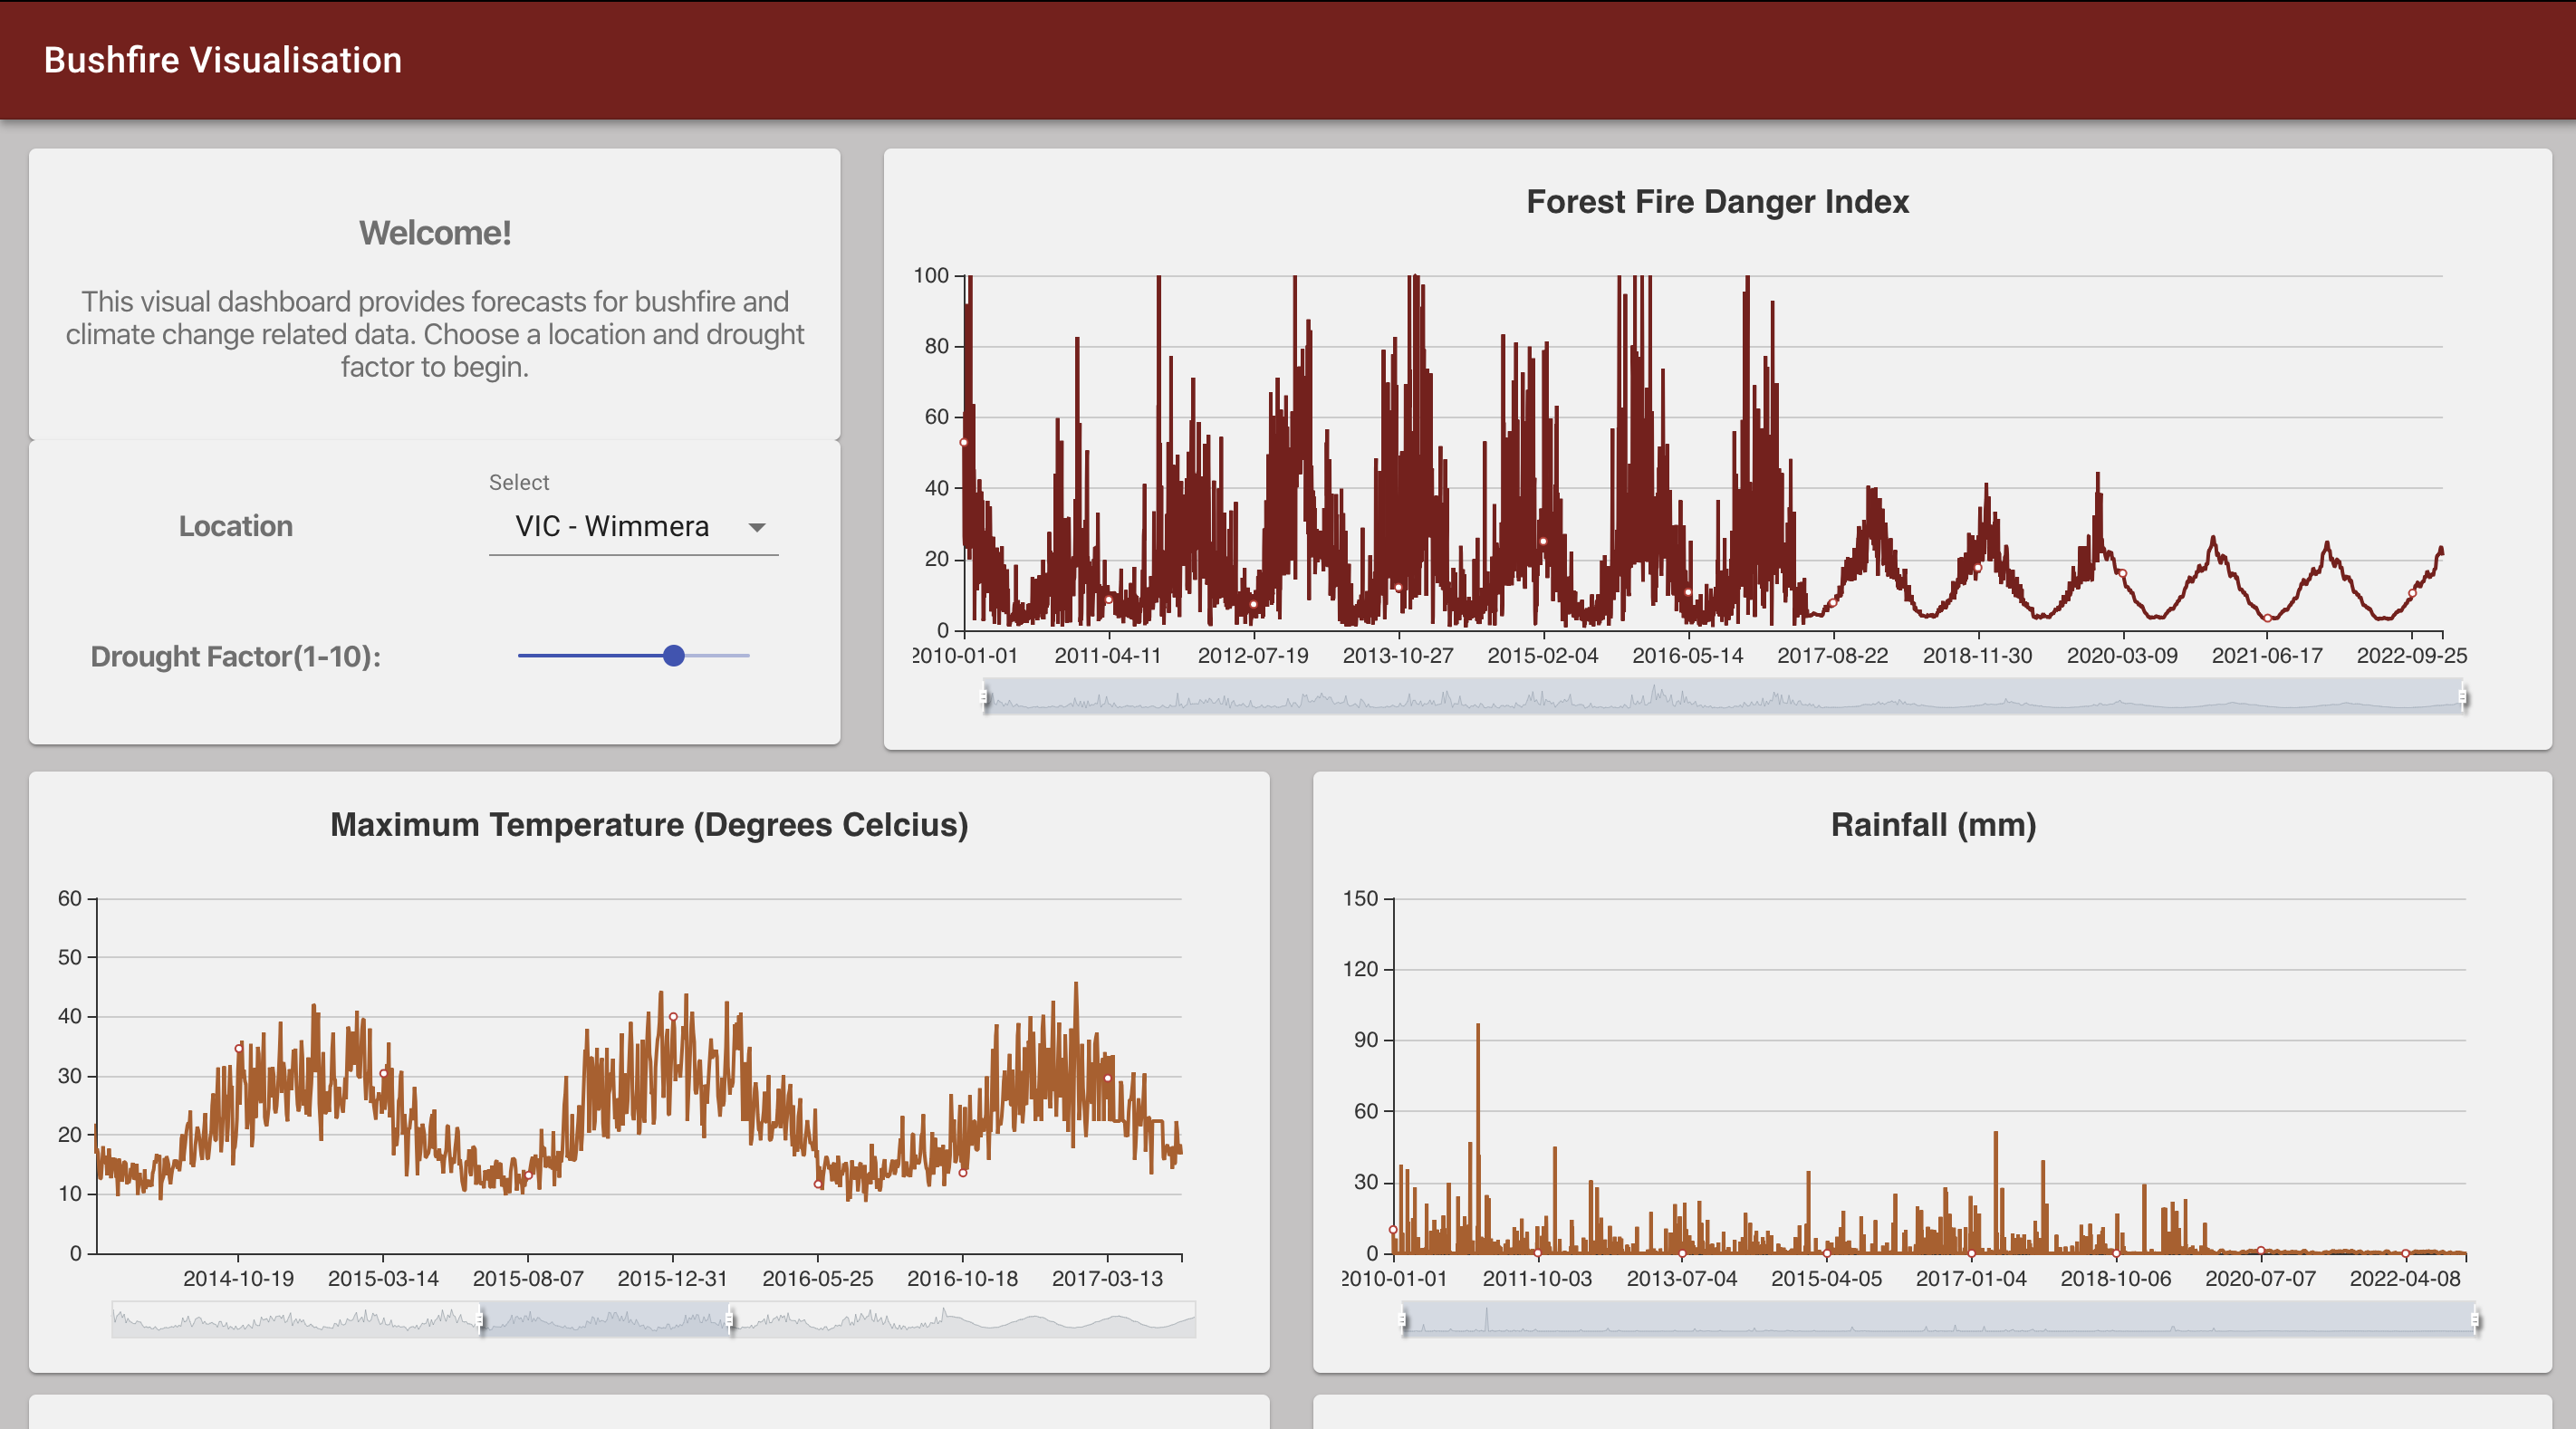 Bushfire Visualisation
Welcome!
This visual dashboard provides forecasts for bushfire and
climate change related data. Choose a location and drought
factor to begin.
Select
Location
VIC - Wimmera
Drought Factor(1-10):
Forest Fire Danger Index
100
80
60
40
20
0
2010-01-01 2011-04-11 2012-07-19 2013-10-27 2015-02-04 2016-05-14 2017-08-22 2018-11-30 2020-03-09 2021-06-17 2022-09-25
Maximum Temperature (Degrees Celcius)
60
50
40
30
20
10
0
2014-10-19 2015-03-14 2015-08-07 2015-12-31 2016-05-25 2016-10-18 2017-03-13
Rainfall (mm)
150
120
90
60
30
0
2010-01-01 2011-10-03 2013-07-04 2015-04-05 2017-01-04 2018-10-06 2020-07-07 2022-04-08